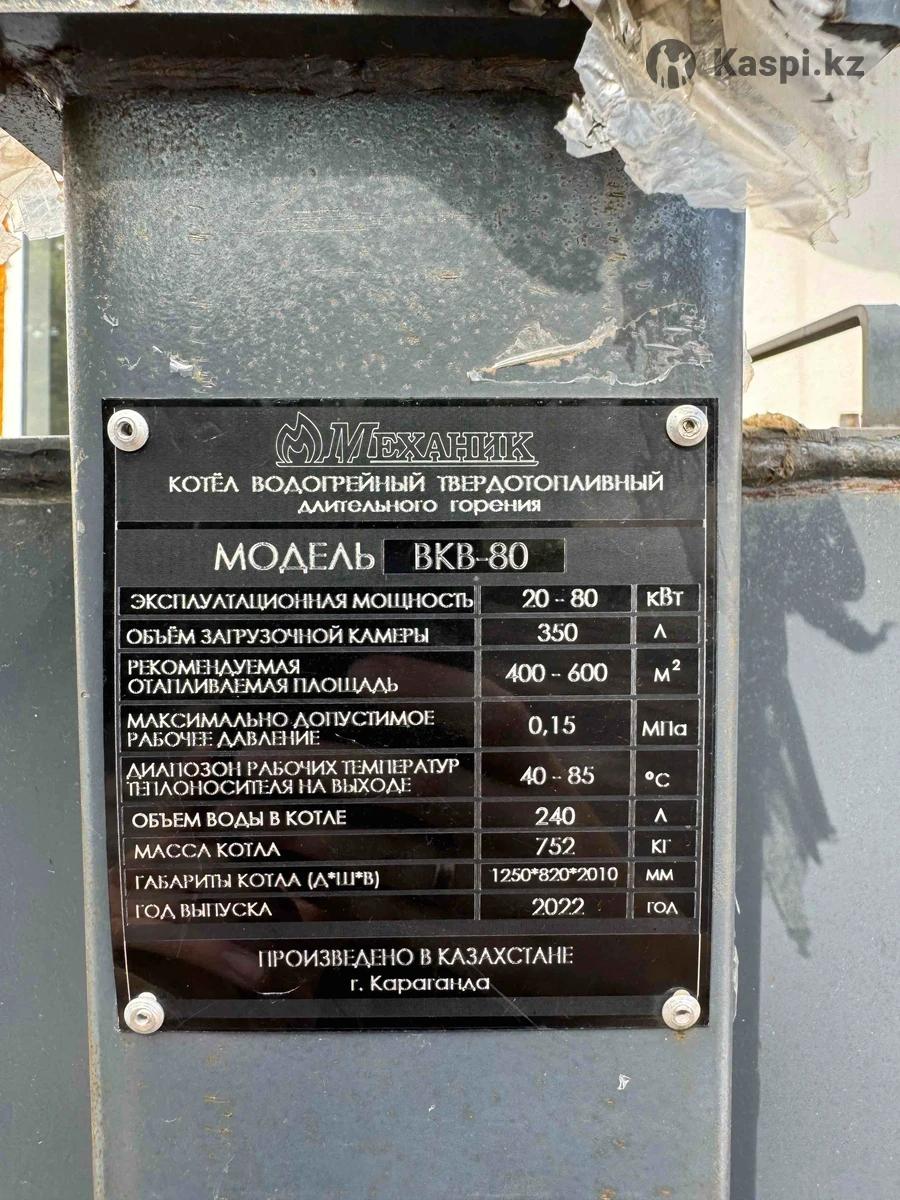 Kaspi.kz
МЕХАНИК
КОТЁЛ ВОДОГРЕЙНЫЙ ТВЕРДОТОПЛИВНЫЙ
длительного горения
МОДЕЛЬ ВКВ-80
ЭКСПЛУАТАЦИОННАЯ МОЩНОСТЬ 20 - 80 кВт
ОБЪЁМ ЗАГРУЗОЧНОЙ КАМЕРЫ 350 Л
РЕКОМЕНДУЕМАЯ
ОТАПЛИВАЕМАЯ ПЛОЩАДЬ 400 - 600 М²
МАКСИМАЛЬНО ДОПУСТИМОЕ
РАБОЧЕЕ ДАВЛЕНИЕ 0,15 МПа
ДИАПОЗОН РАБОЧИХ ТЕМПЕРАТУР
ТЕПЛОНОСИТЕЛЯ НА ВЫХОДЕ 40 - 85 °С
ОБЪЕМ ВОДЫ В КОТЛЕ 240 Л
МАССА КОТЛА 752 КГ
ГАБАРИТЫ КОТЛА (Д*Ш*В) 1250*820*2010 ММ
ГОД ВЫПУСКА 2022 ГОД
ПРОИЗВЕДЕНО В КАЗАХСТАНЕ
г. Караганда